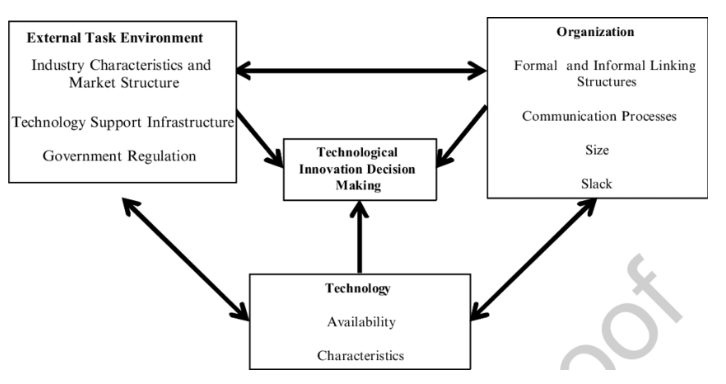 External Task Environment
Industry Characteristics and
Market Structure
Technology Support Infrastructure
Government Regulation
Organization
Formal and Informal Linking
Structures
Communication Processes
Size
Slack
Technological
Innovation Decision
Making
Technology
Availability
Characteristics
oof